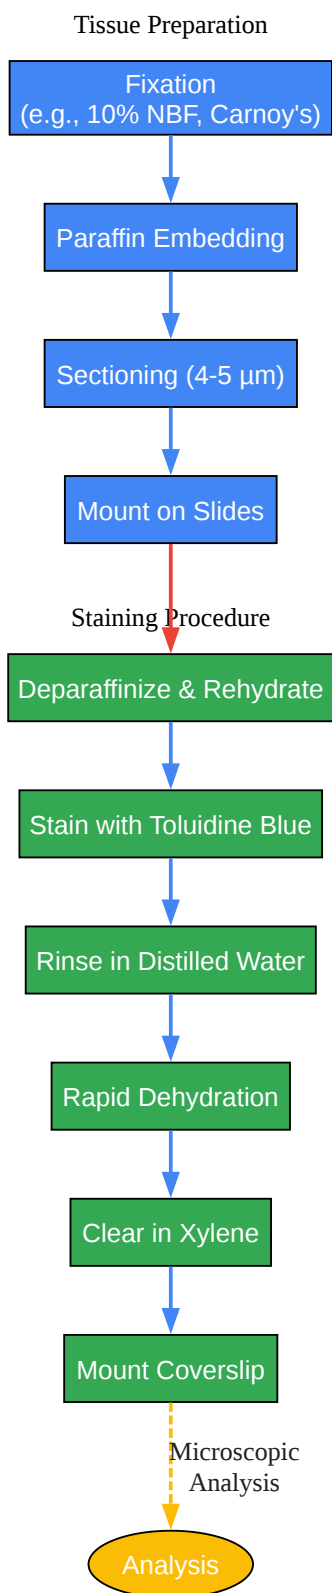 Tissue Preparation
Fixation
(e.g., 10% NBF, Carnoy's)
Paraffin Embedding
Sectioning (4-5 µm)
Mount on Slides
Staining Procedure
Deparaffinize & Rehydrate
Stain with Toluidine Blue
Rinse in Distilled Water
Rapid Dehydration
Clear in Xylene
Mount Coverslip
Microscopic
Analysis
Analysis